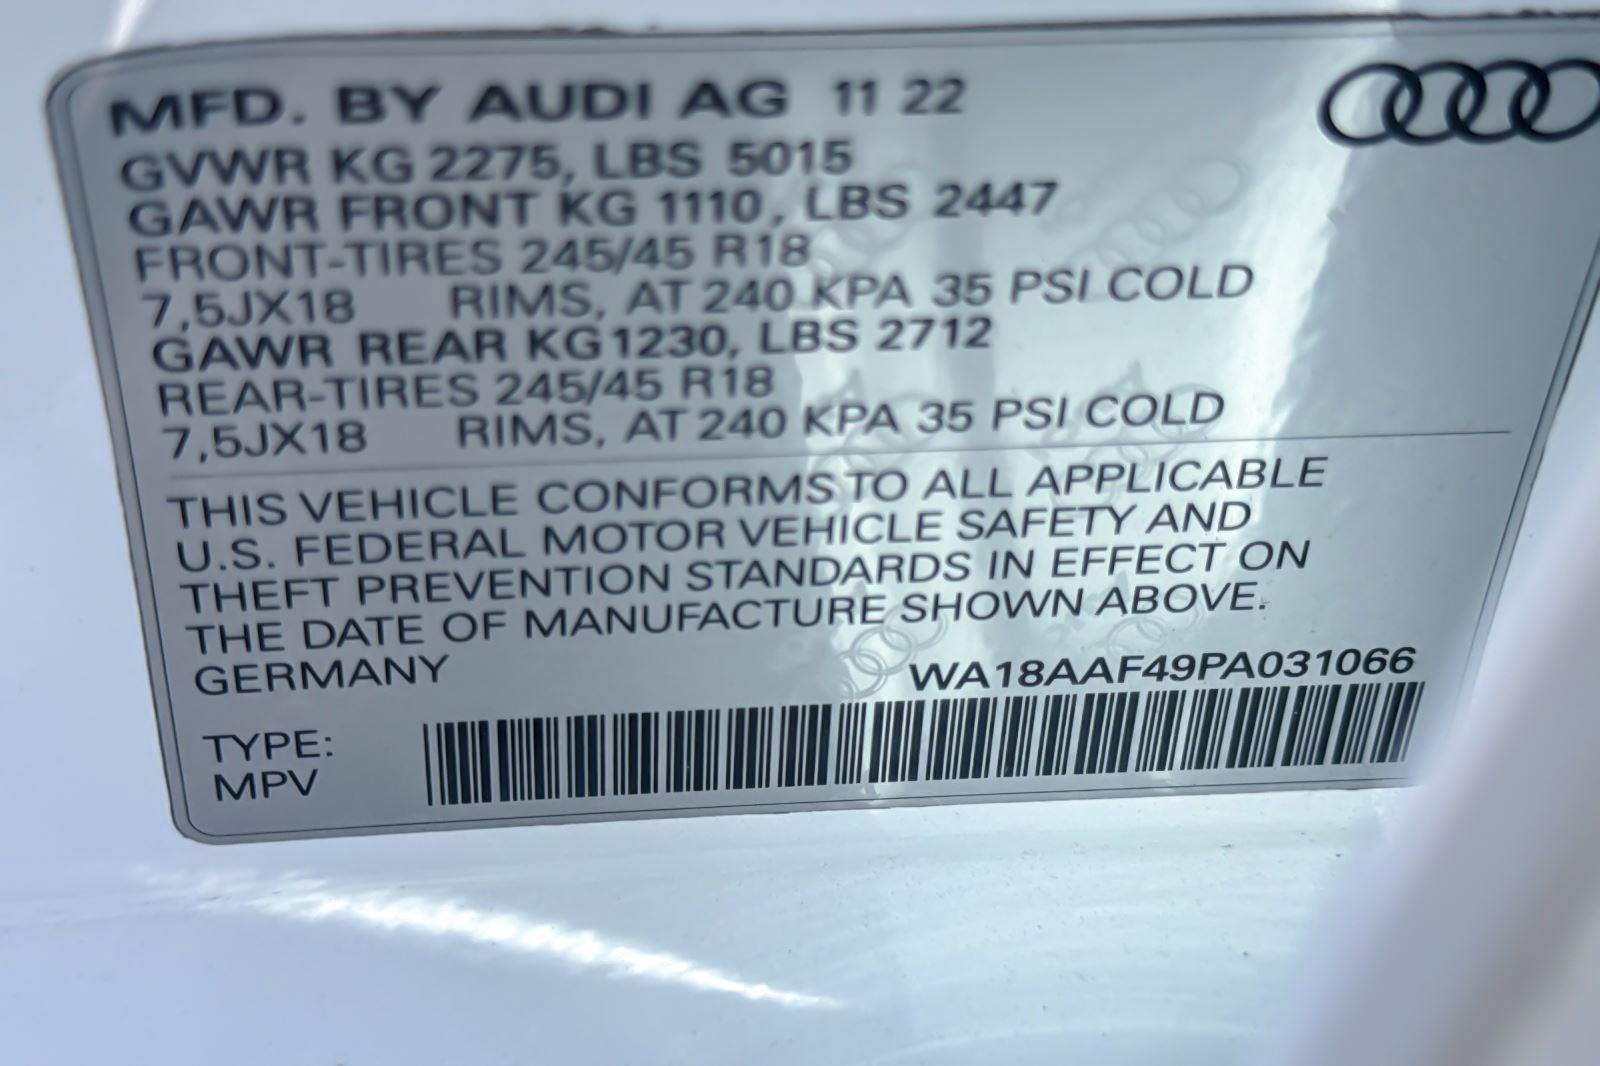 MFD. BY AUDI AG 11 22
GVWR KG 2275, LBS 5015
GAWR FRONT KG 1110, LBS 2447
FRONT-TIRES 245/45 R18
7,5JX18 RIMS, AT 240 KPA 35 PSI COLD
GAWR REAR KG 1230, LBS 2712
REAR-TIRES 245/45 R18
7,5JX18 RIMS, AT 240 KPA 35 PSI COLD
THIS VEHICLE CONFORMS TO ALL APPLICABLE
U.S. FEDERAL MOTOR VEHICLE SAFETY AND
THEFT PREVENTION STANDARDS IN EFFECT ON
THE DATE OF MANUFACTURE SHOWN ABOVE.
GERMANY WA18AAF49PA031066
TYPE:
MPV